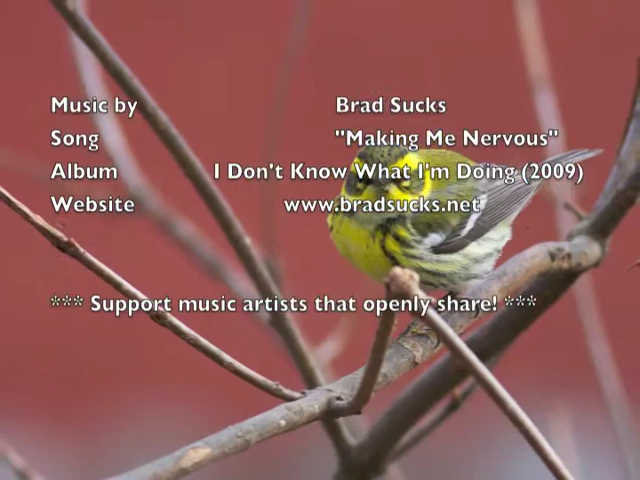 Music by Brad Sucks
Song "Making Me Nervous"
Album I Don't Know What I'm Doing (2009)
Website www.bradsucks.net
*** Support music artists that openly share! ***